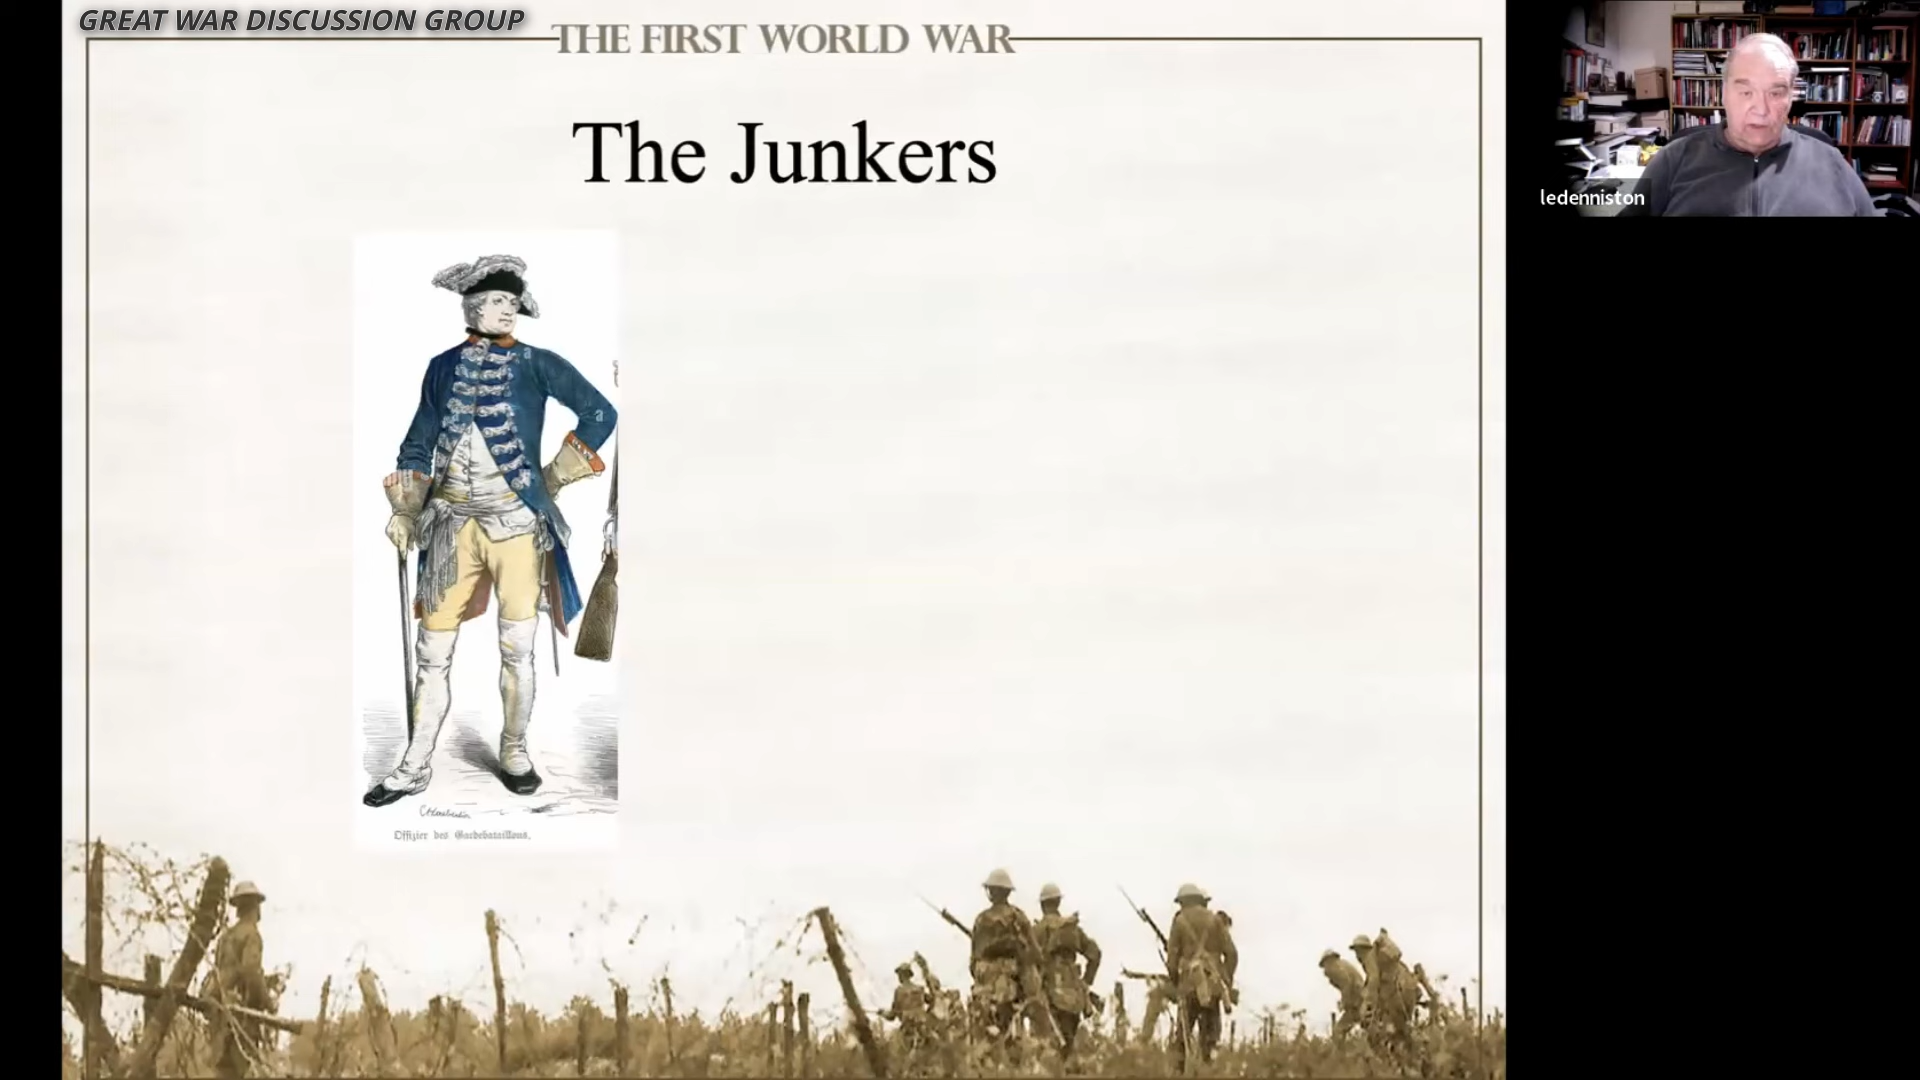 GREAT WAR DISCUSSION GROUP
THE FIRST WORLD WAR
The Junkers
ledenniston
a
a
Offizier des Gardebataillons.